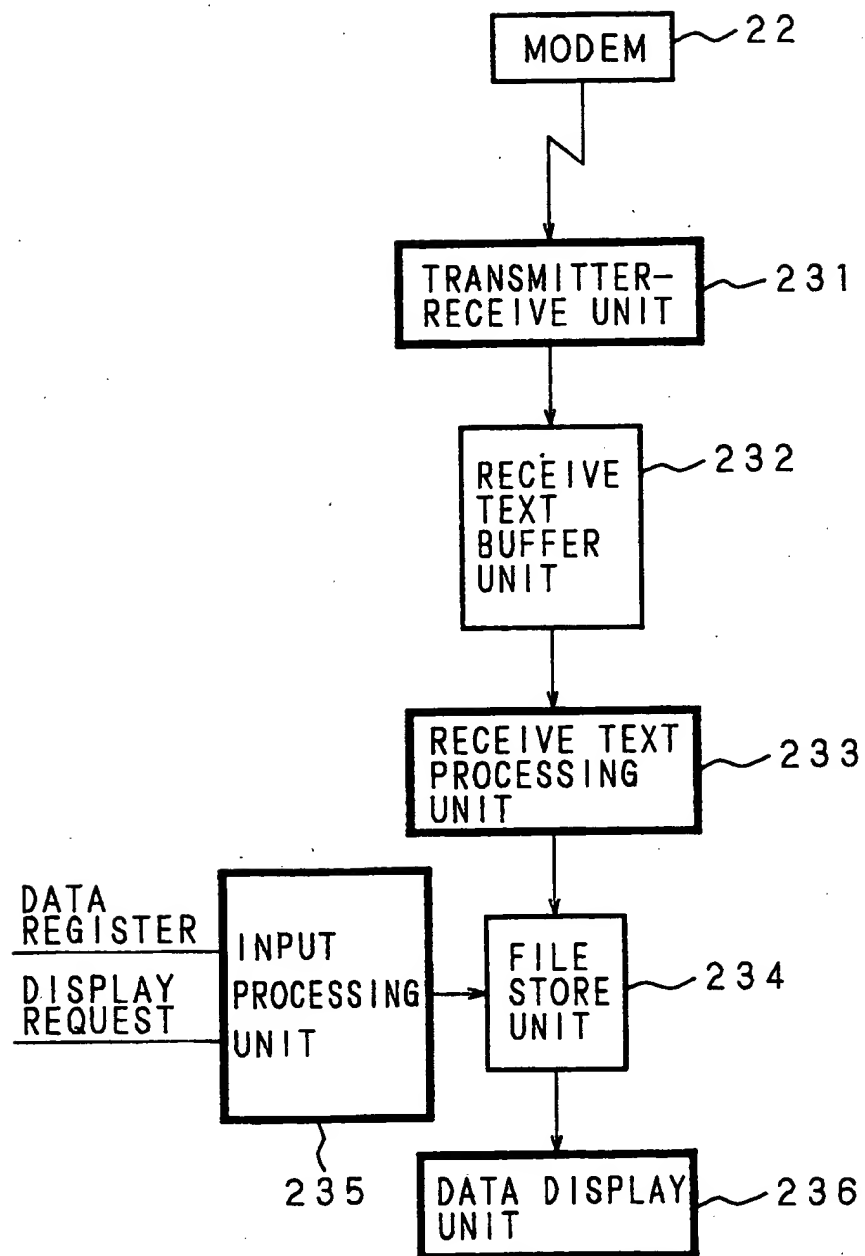 MODEM
22
TRANSMITTER-
RECEIVE UNIT
231
RECEIVE
TEXT
BUFFER
UNIT
232
RECEIVE TEXT
PROCESSING
UNIT
233
DATA
REGISTER
DISPLAY
REQUEST
INPUT
PROCESSING
UNIT
235
FILE
STORE
UNIT
234
DATA DISPLAY
UNIT
236